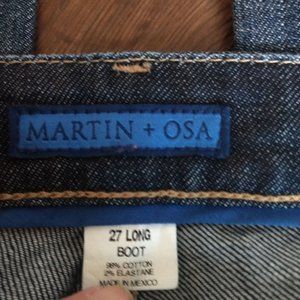 MARTIN + OSA
27 LONG
BOOT
98% COTTON
2% ELASTANE
MADE IN MEXICO